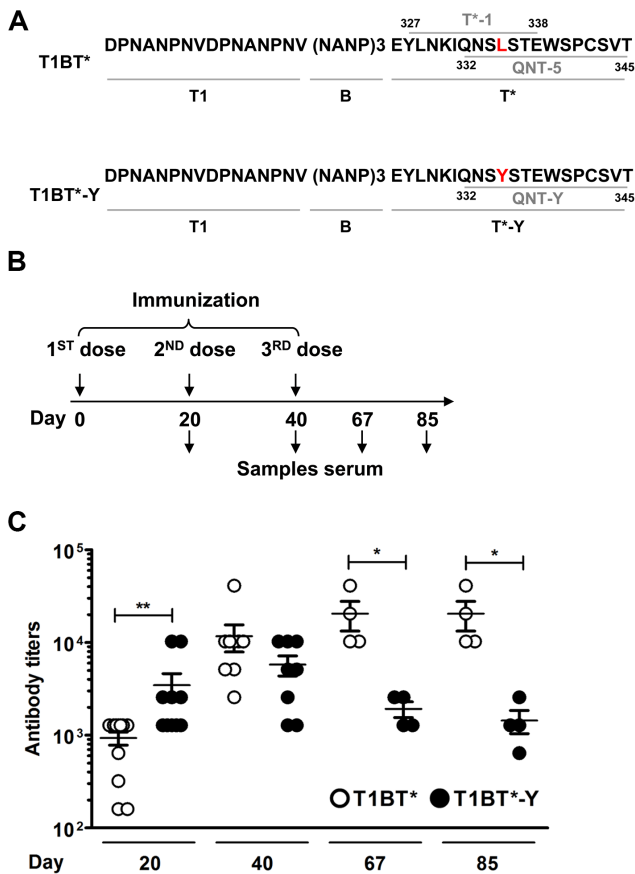 A
327 T*-1 338
DPNANPNVDPNANPNV (NANP)3 EYLNKIQNSLSTEWSPCSVT
T1BT*
332 QNT-5 345
T1 B T*
DPNANPNVDPNANPNV (NANP)3 EYLNKIQNSYSTEWSPCSVT
T1BT*-Y
332 QNT-Y 345
T1 B T*-Y
B
Immunization
1ST dose 2ND dose 3RD dose
Day 0 20 40 67 85
Samples serum
C
10^5
10^4
10^3
10^2
Antibody titers
** * *
T1BT* T1BT*-Y
Day 20 40 67 85